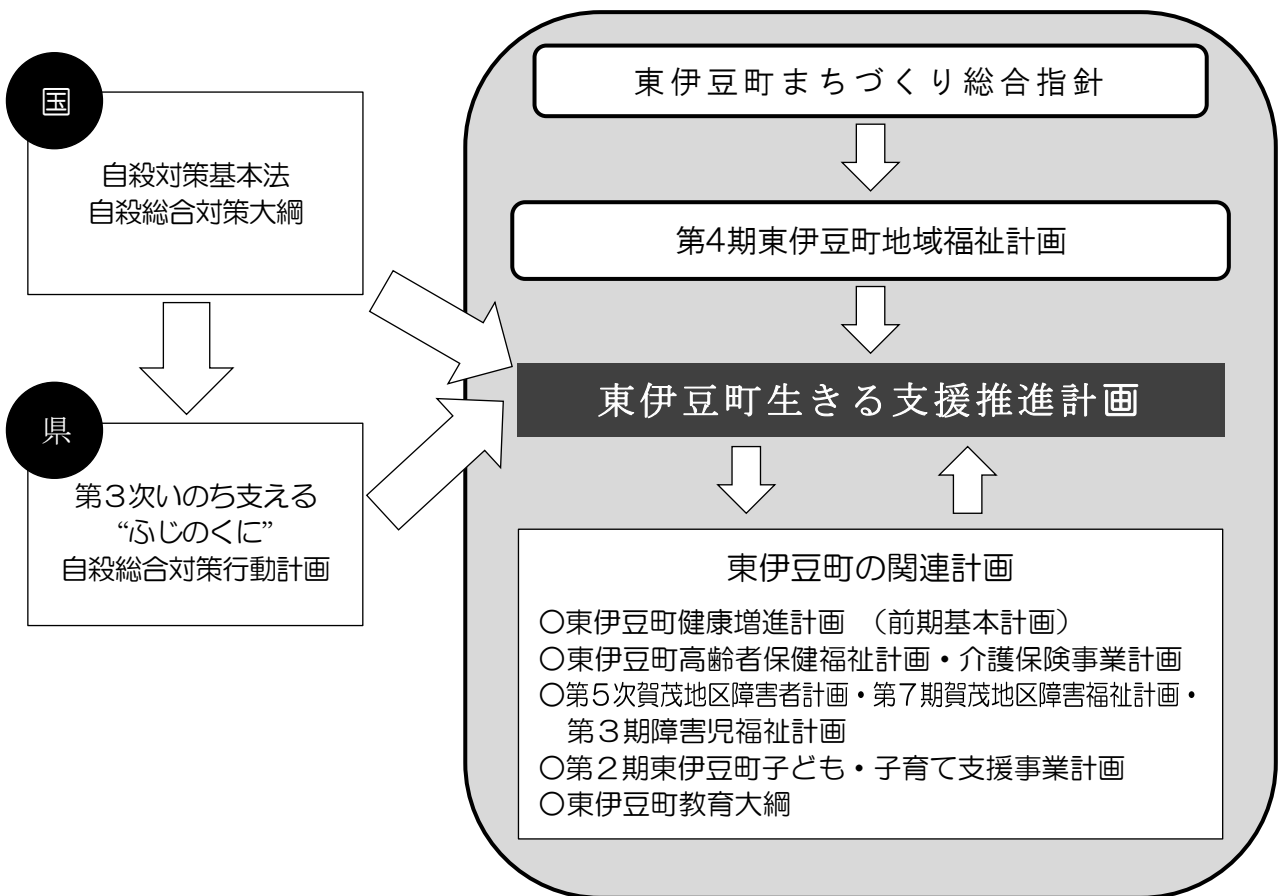 国
自殺対策基本法
自殺総合対策大綱
県
第3次いのち支える
“ふじのくに”
自殺総合対策行動計画
東伊豆町まちづくり総合指針
第4期東伊豆町地域福祉計画
東伊豆町生きる支援推進計画
東伊豆町の関連計画
○東伊豆町健康増進計画 （前期基本計画）
○東伊豆町高齢者保健福祉計画・介護保険事業計画
○第5次賀茂地区障害者計画・第7期賀茂地区障害福祉計画・
第3期障害児福祉計画
○第2期東伊豆町子ども・子育て支援事業計画
○東伊豆町教育大綱